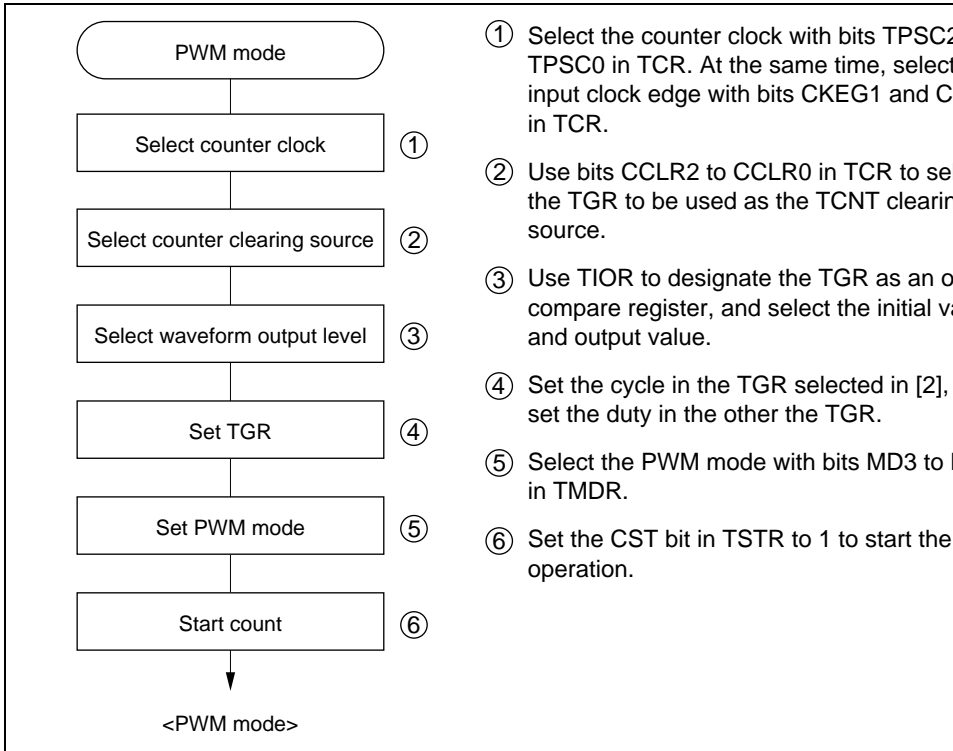 PWM mode
Select counter clock ①
Select counter clearing source ②
Select waveform output level ③
Set TGR ④
Set PWM mode ⑤
Start count ⑥
<PWM mode>
① Select the counter clock with bits
TPSC0 in TCR. At the same time, select
input clock edge with bits CKEG1 and
in TCR.
② Use bits CCLR2 to CCLR0 in TCR to
the TGR to be used as the TCNT
source.
③ Use TIOR to designate the TGR as an
compare register, and select the initial
and output value.
④ Set the cycle in the TGR selected in [2],
set the duty in the other the TGR.
⑤ Select the PWM mode with bits MD3 to
in TMDR.
⑥ Set the CST bit in TSTR to 1 to start the
operation.